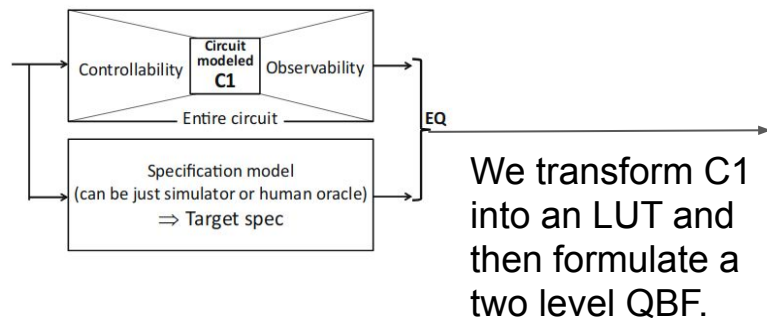 Controllability
Circuit
modeled
C1
Observability
Entire circuit
EQ
Specification model
(can be just simulator or human oracle)
⇒ Target spec
We transform C1
into an LUT and
then formulate a
two level QBF.